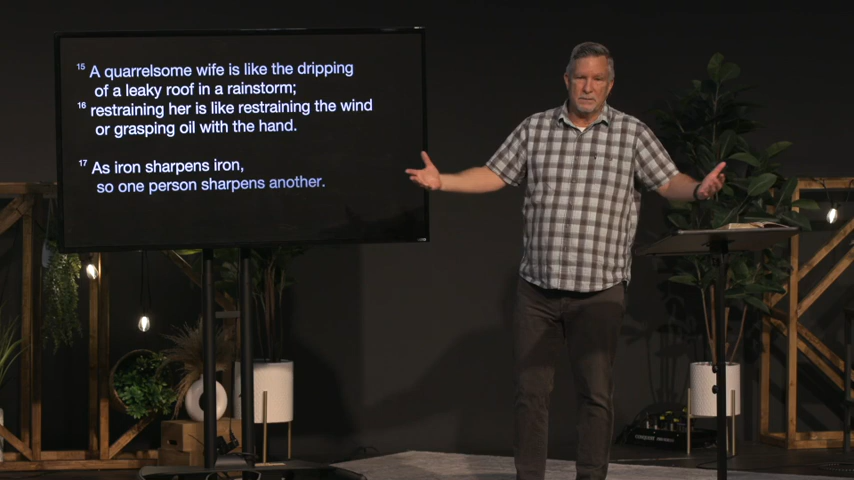 15 A quarrelsome wife is like the dripping
of a leaky roof in a rainstorm;
16 restraining her is like restraining the wind
or grasping oil with the hand.
17 As iron sharpens iron,
so one person sharpens another.